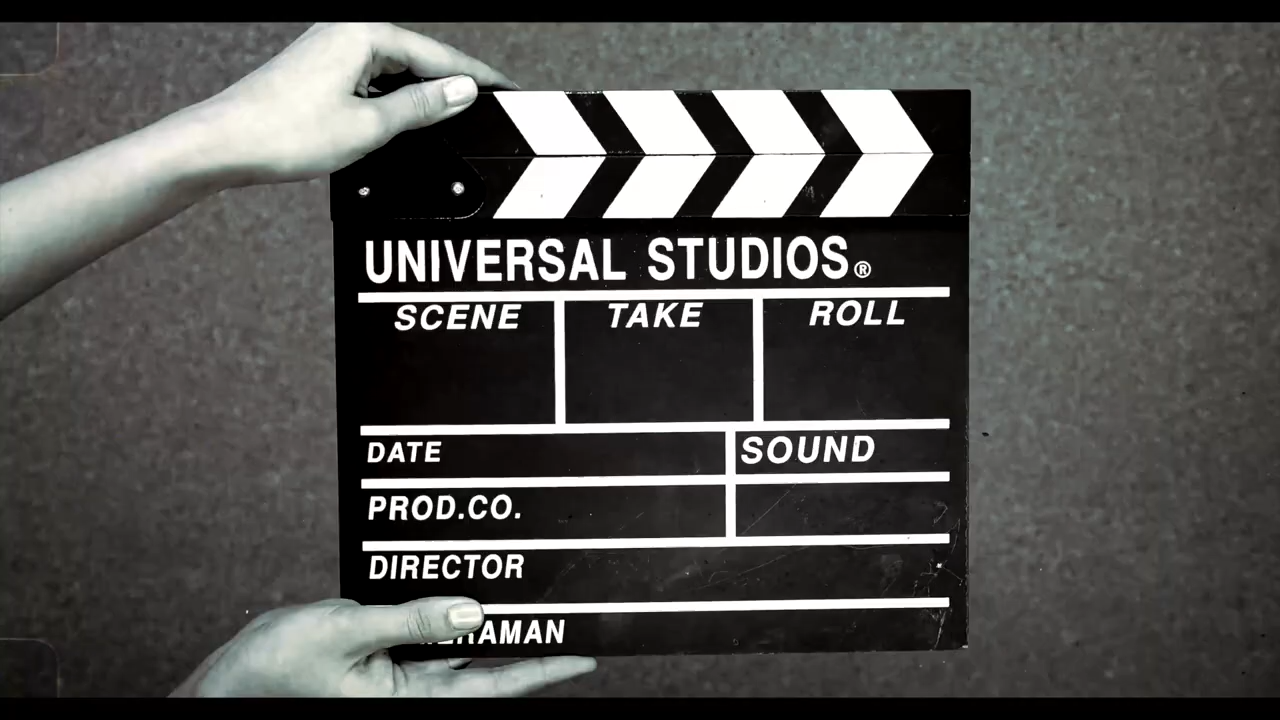 UNIVERSAL STUDIOS®
SCENE TAKE ROLL
DATE SOUND
PROD.CO.
DIRECTOR